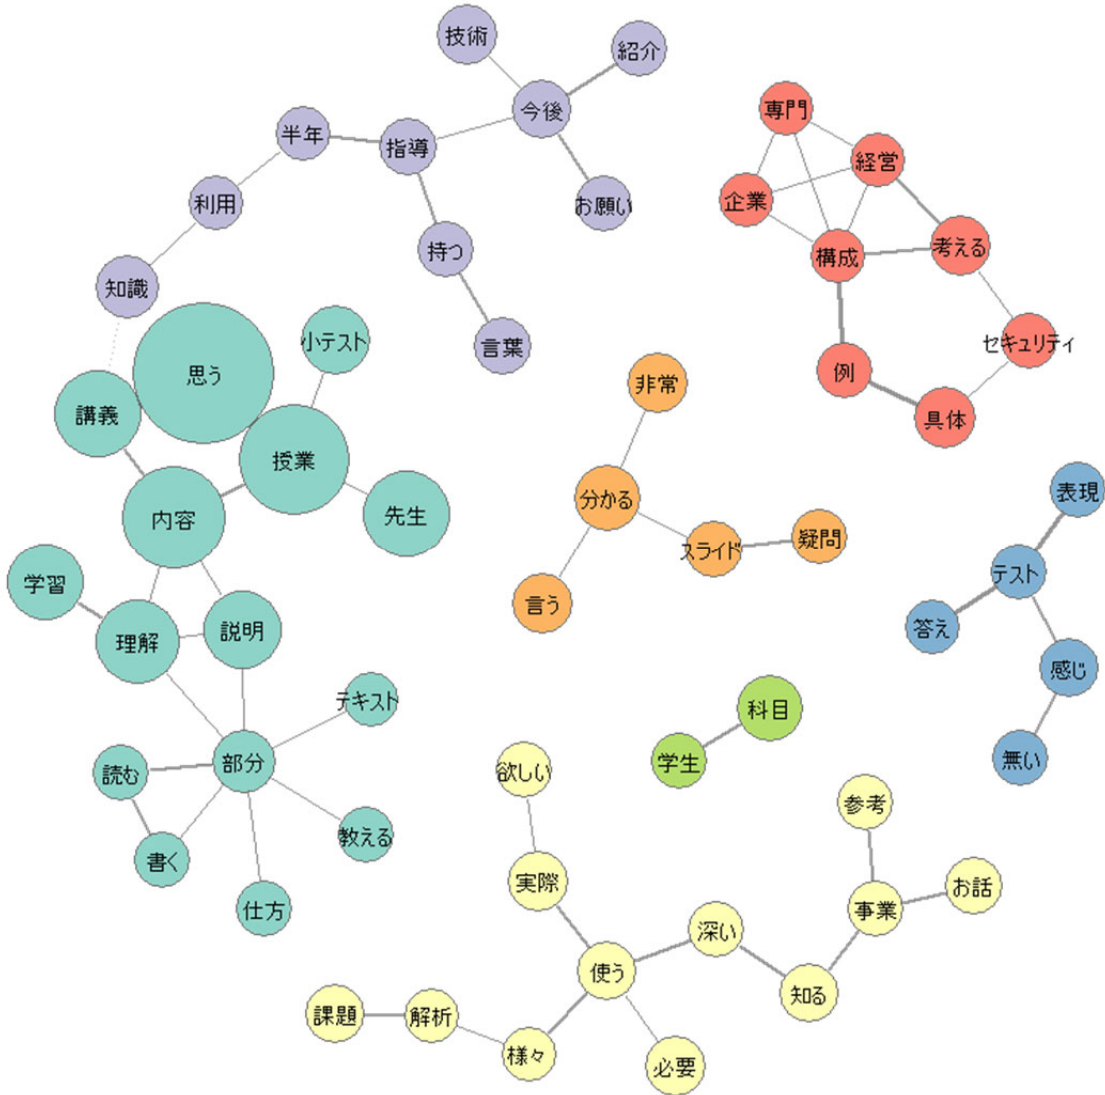 技術
紹介
今後
半年
指導
利用
お願い
持つ
知識
言葉
専門
経営
企業
構成
考える
セキュリティ
例
具体
思う
小テスト
講義
授業
内容
先生
学習
理解
説明
テキスト
部分
読む
書く
教える
仕方
非常
分かる
スライド
疑問
言う
表現
テスト
答え
感じ
無い
科目
学生
欲しい
実際
使う
深い
知る
事業
参考
お話
課題
解析
様々
必要